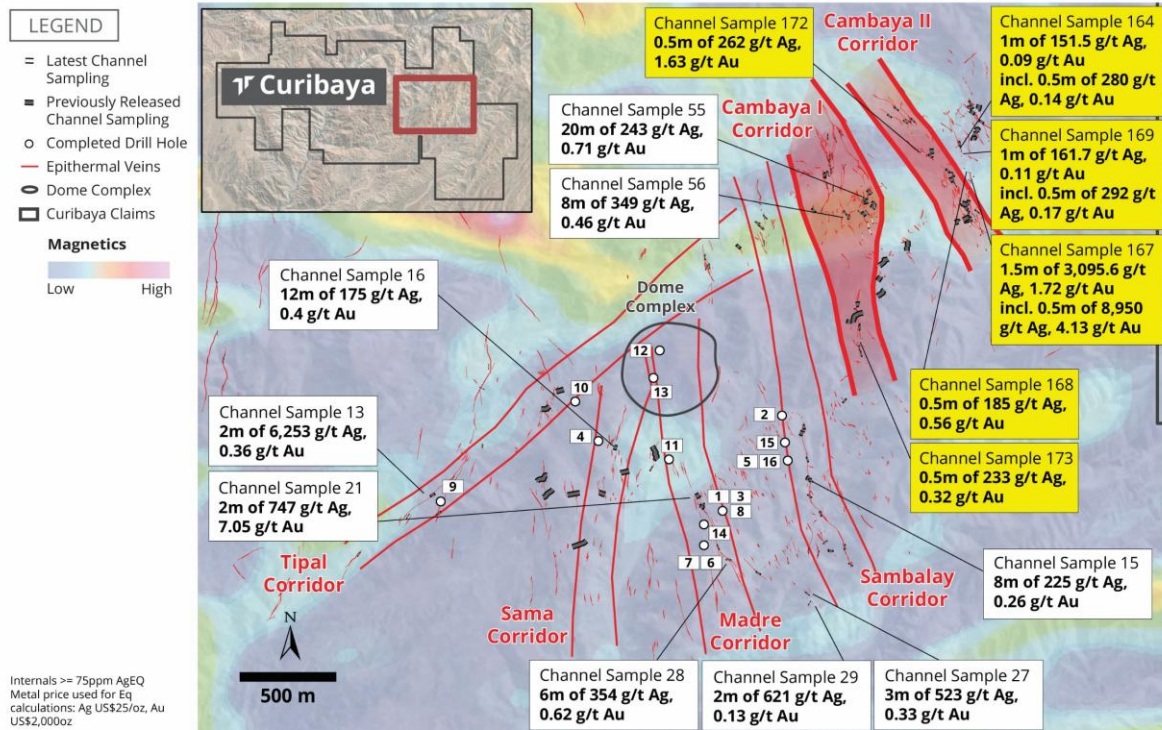 LEGEND
Latest Channel
Sampling
Previously Released
Channel Sampling
Completed Drill Hole
Epithermal Veins
Dome Complex
Curibaya Claims
Magnetics
Low High
Internals >= 75ppm AgEQ
Metal price used for Eq
calculations: Ag US$25/oz, Au
US$2,000oz
Curibaya
Channel Sample 172
0.5m of 262 g/t Ag,
1.63 g/t Au
Cambaya II
Corridor
Channel Sample 164
1m of 151.5 g/t Ag,
0.09 g/t Au
incl. 0.5m of 280 g/t
Ag, 0.14 g/t Au
Cambaya I
Corridor
Channel Sample 55
20m of 243 g/t Ag,
0.71 g/t Au
Channel Sample 169
1m of 161.7 g/t Ag,
0.11 g/t Au
incl. 0.5m of 292 g/t
Ag, 0.17 g/t Au
Channel Sample 56
8m of 349 g/t Ag,
0.46 g/t Au
Channel Sample 167
1.5m of 3,095.6 g/t
Ag, 1.72 g/t Au
incl. 0.5m of 8,950
g/t Ag, 4.13 g/t Au
Channel Sample 16
12m of 175 g/t Ag,
0.4 g/t Au
Dome
Complex
12
13
10
Channel Sample 168
0.5m of 185 g/t Ag,
0.56 g/t Au
Channel Sample 13
2m of 6,253 g/t Ag,
0.36 g/t Au
4
2
11
15
5 16
Channel Sample 173
0.5m of 233 g/t Ag,
0.32 g/t Au
9
Channel Sample 21
2m of 747 g/t Ag,
7.05 g/t Au
1 3
8
14
7 6
Tipal
Corridor
Sama
Corridor
Madre
Corridor
Sambalay
Corridor
Channel Sample 15
8m of 225 g/t Ag,
0.26 g/t Au
N
500 m
Channel Sample 28
6m of 354 g/t Ag,
0.62 g/t Au
Channel Sample 29
2m of 621 g/t Ag,
0.13 g/t Au
Channel Sample 27
3m of 523 g/t Ag,
0.33 g/t Au